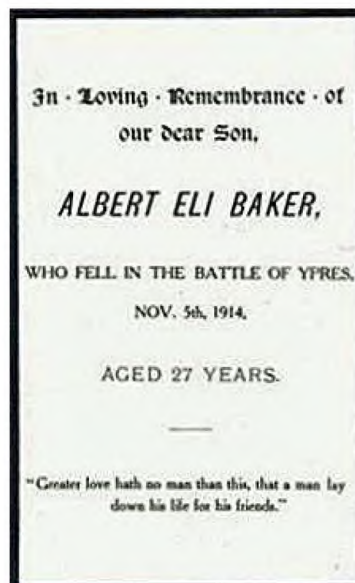 In · Loving · Remembrance · of
our dear Son,
ALBERT ELI BAKER,
WHO FELL IN THE BATTLE OF YPRES,
NOV. 5th, 1914,
AGED 27 YEARS.
"Greater love hath no man than this, that a man lay
down his life for his friends."